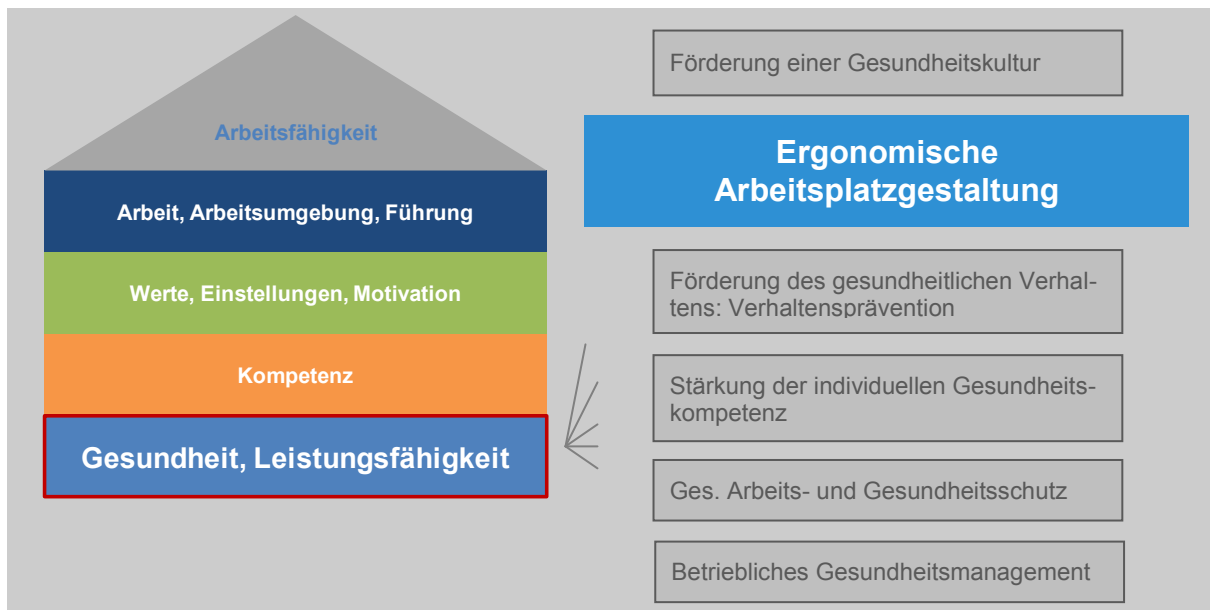 Arbeitsfähigkeit
Arbeit, Arbeitsumgebung, Führung
Werte, Einstellungen, Motivation
Kompetenz
Gesundheit, Leistungsfähigkeit
Förderung einer Gesundheitskultur
Ergonomische
Arbeitsplatzgestaltung
Förderung des gesundheitlichen Verhal-
tens: Verhaltensprävention
Stärkung der individuellen Gesundheits-
kompetenz
Ges. Arbeits- und Gesundheitsschutz
Betriebliches Gesundheitsmanagement